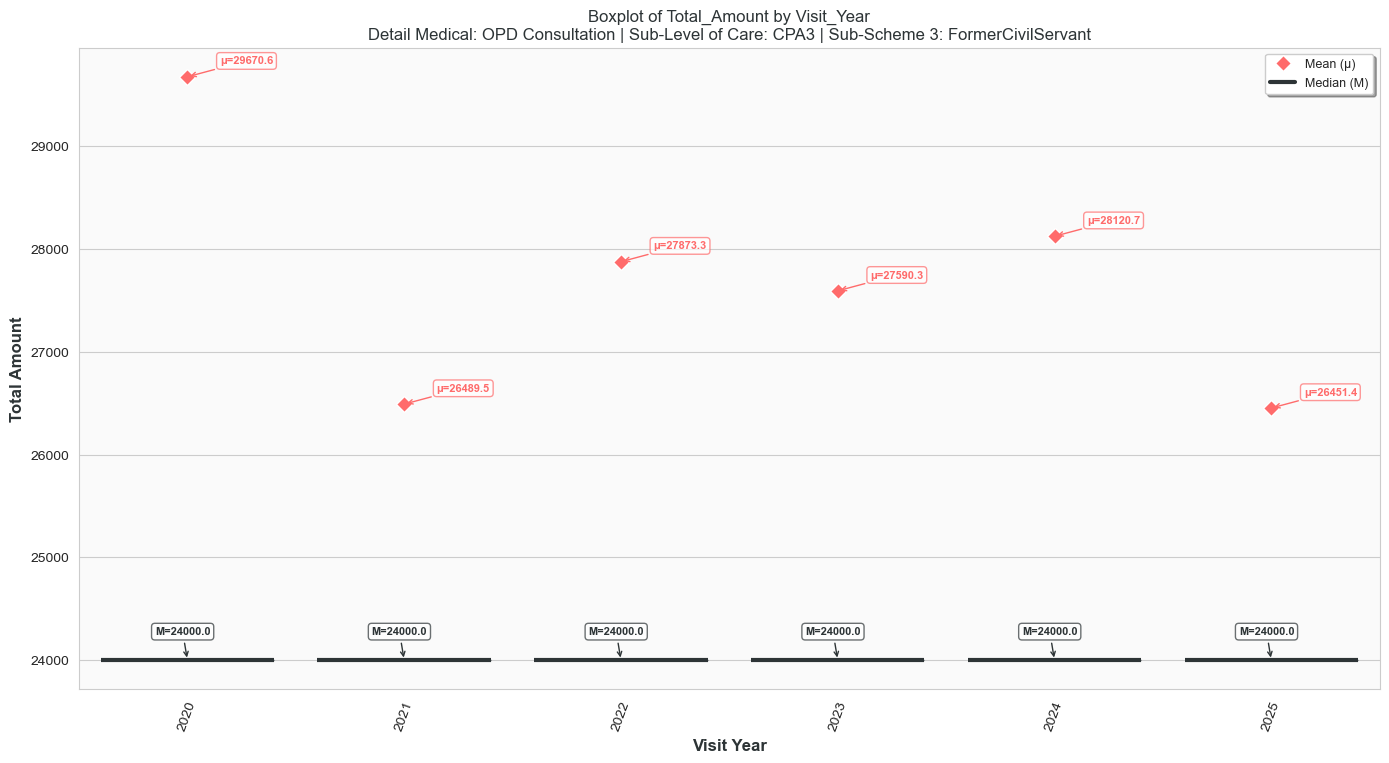 Boxplot of Total_Amount by Visit_Year
Detail Medical: OPD Consultation | Sub-Level of Care: CPA3 | Sub-Scheme 3: FormerCivilServant
Mean (μ)
Median (M)
μ=29670.6
μ=26489.5
μ=27873.3
μ=27590.3
μ=28120.7
μ=26451.4
M=24000.0
M=24000.0
M=24000.0
M=24000.0
M=24000.0
M=24000.0
Total Amount
29000
28000
27000
26000
25000
24000
2020
2021
2022
2023
2024
2025
Visit Year